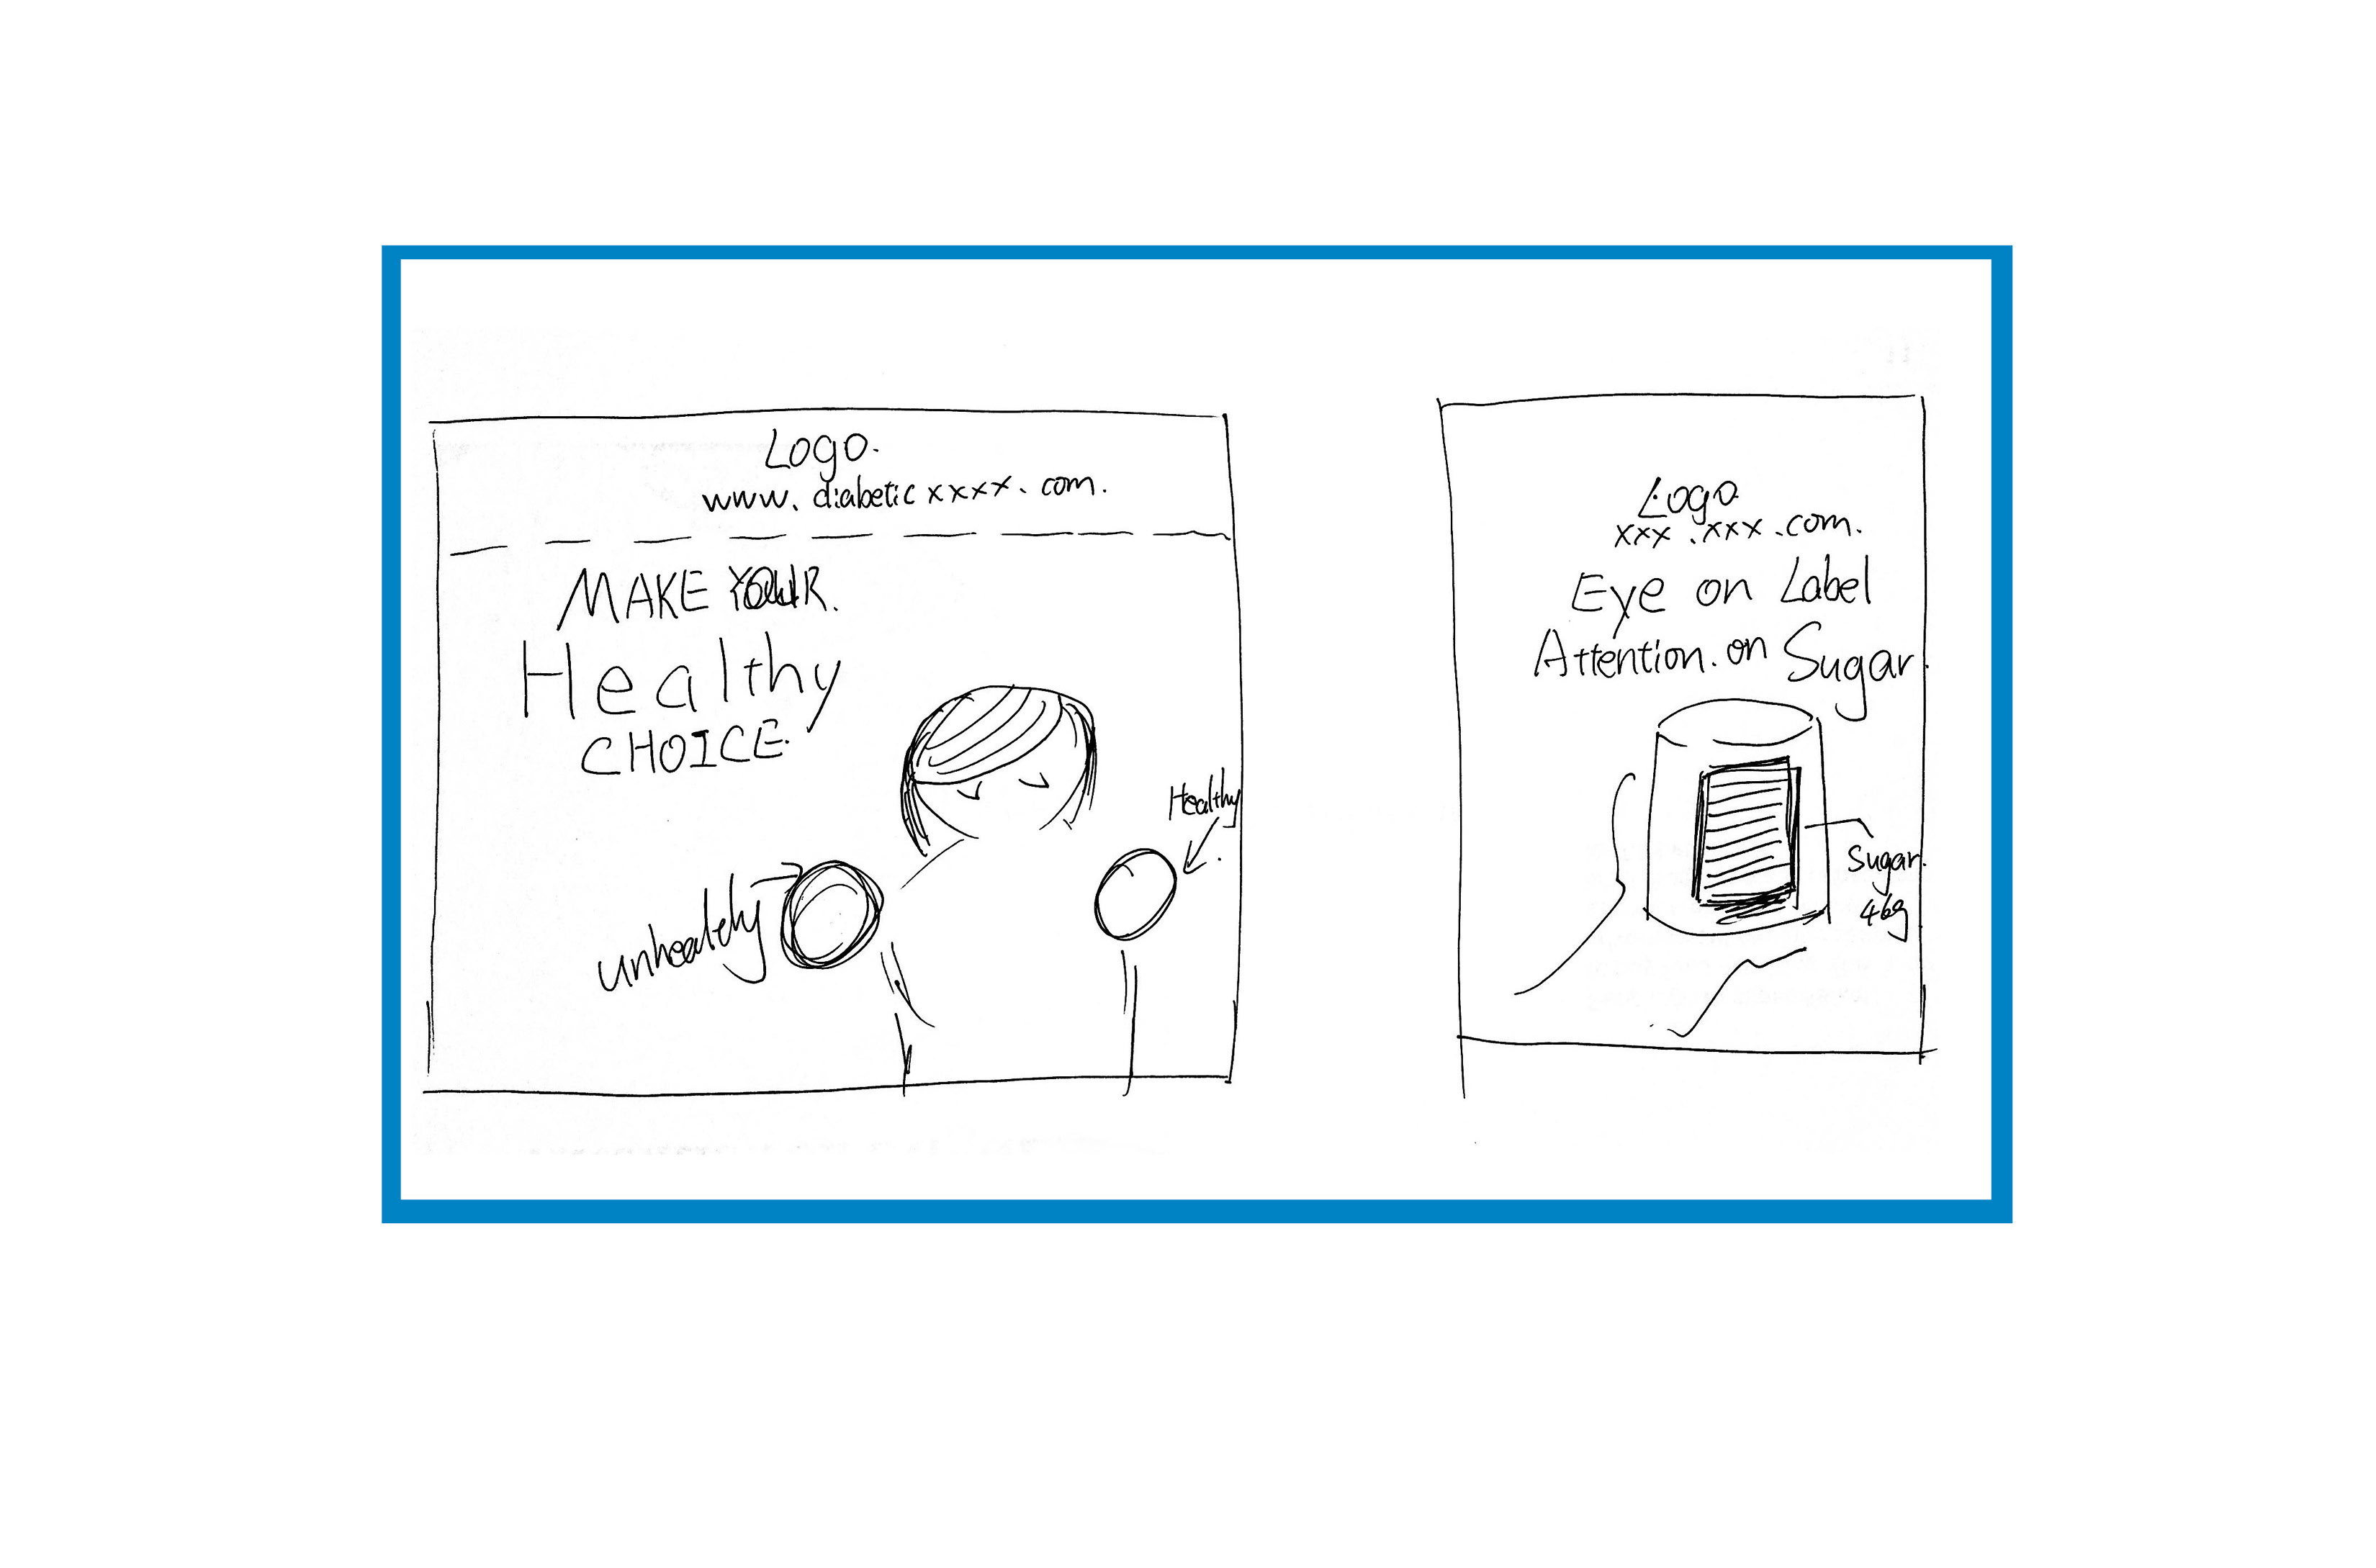 Logo.
www. diabetic xxxx. com.
MAKE YOUR.
Healthy
CHOICE.
Healthy
unhealthy
Logo
xxx .xxx .com.
Eye on Label
Attention. on Sugar.
Sugar.
46g